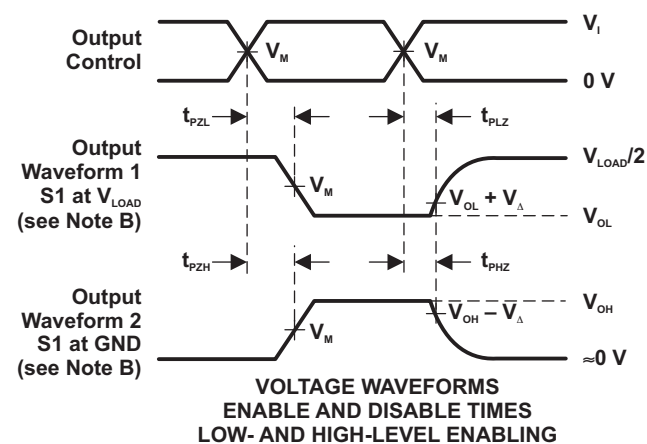 Output
Control
V_M
V_M
V_I
0 V
t_PZL
t_PLZ
Output
Waveform 1
S1 at V_LOAD
(see Note B)
V_M
V_OL + V_Δ
V_LOAD/2
V_OL
t_PZH
t_PHZ
Output
Waveform 2
S1 at GND
(see Note B)
V_M
V_OH – V_Δ
V_OH
≈0 V
VOLTAGE WAVEFORMS
ENABLE AND DISABLE TIMES
LOW- AND HIGH-LEVEL ENABLING